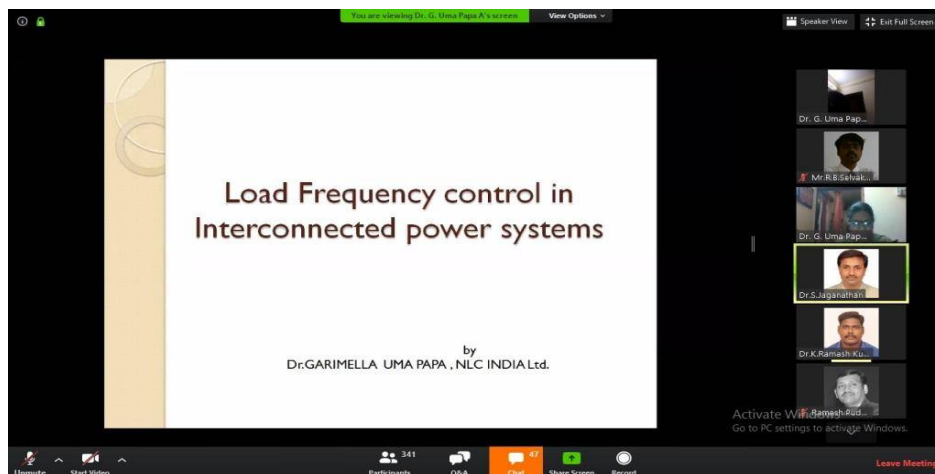 You are viewing Dr. G. Uma Papa A's screen
View Options
Speaker View
Exit Full Screen
Load Frequency control in
Interconnected power systems
by
Dr.GARIMELLA UMA PAPA , NLC INDIA Ltd.
Dr. G. Uma Pap...
Mr.R.B.Selvak...
Dr. G. Uma Pap...
Dr.S.Jaganathan
Dr.K.Ramesh Ku...
Ramesh Pud...
Activate Windows
Go to PC settings to activate Windows.
Unmute
Start Video
341
Participants
Q&A
47
Chat
Share Screen
Record
Leave Meeting